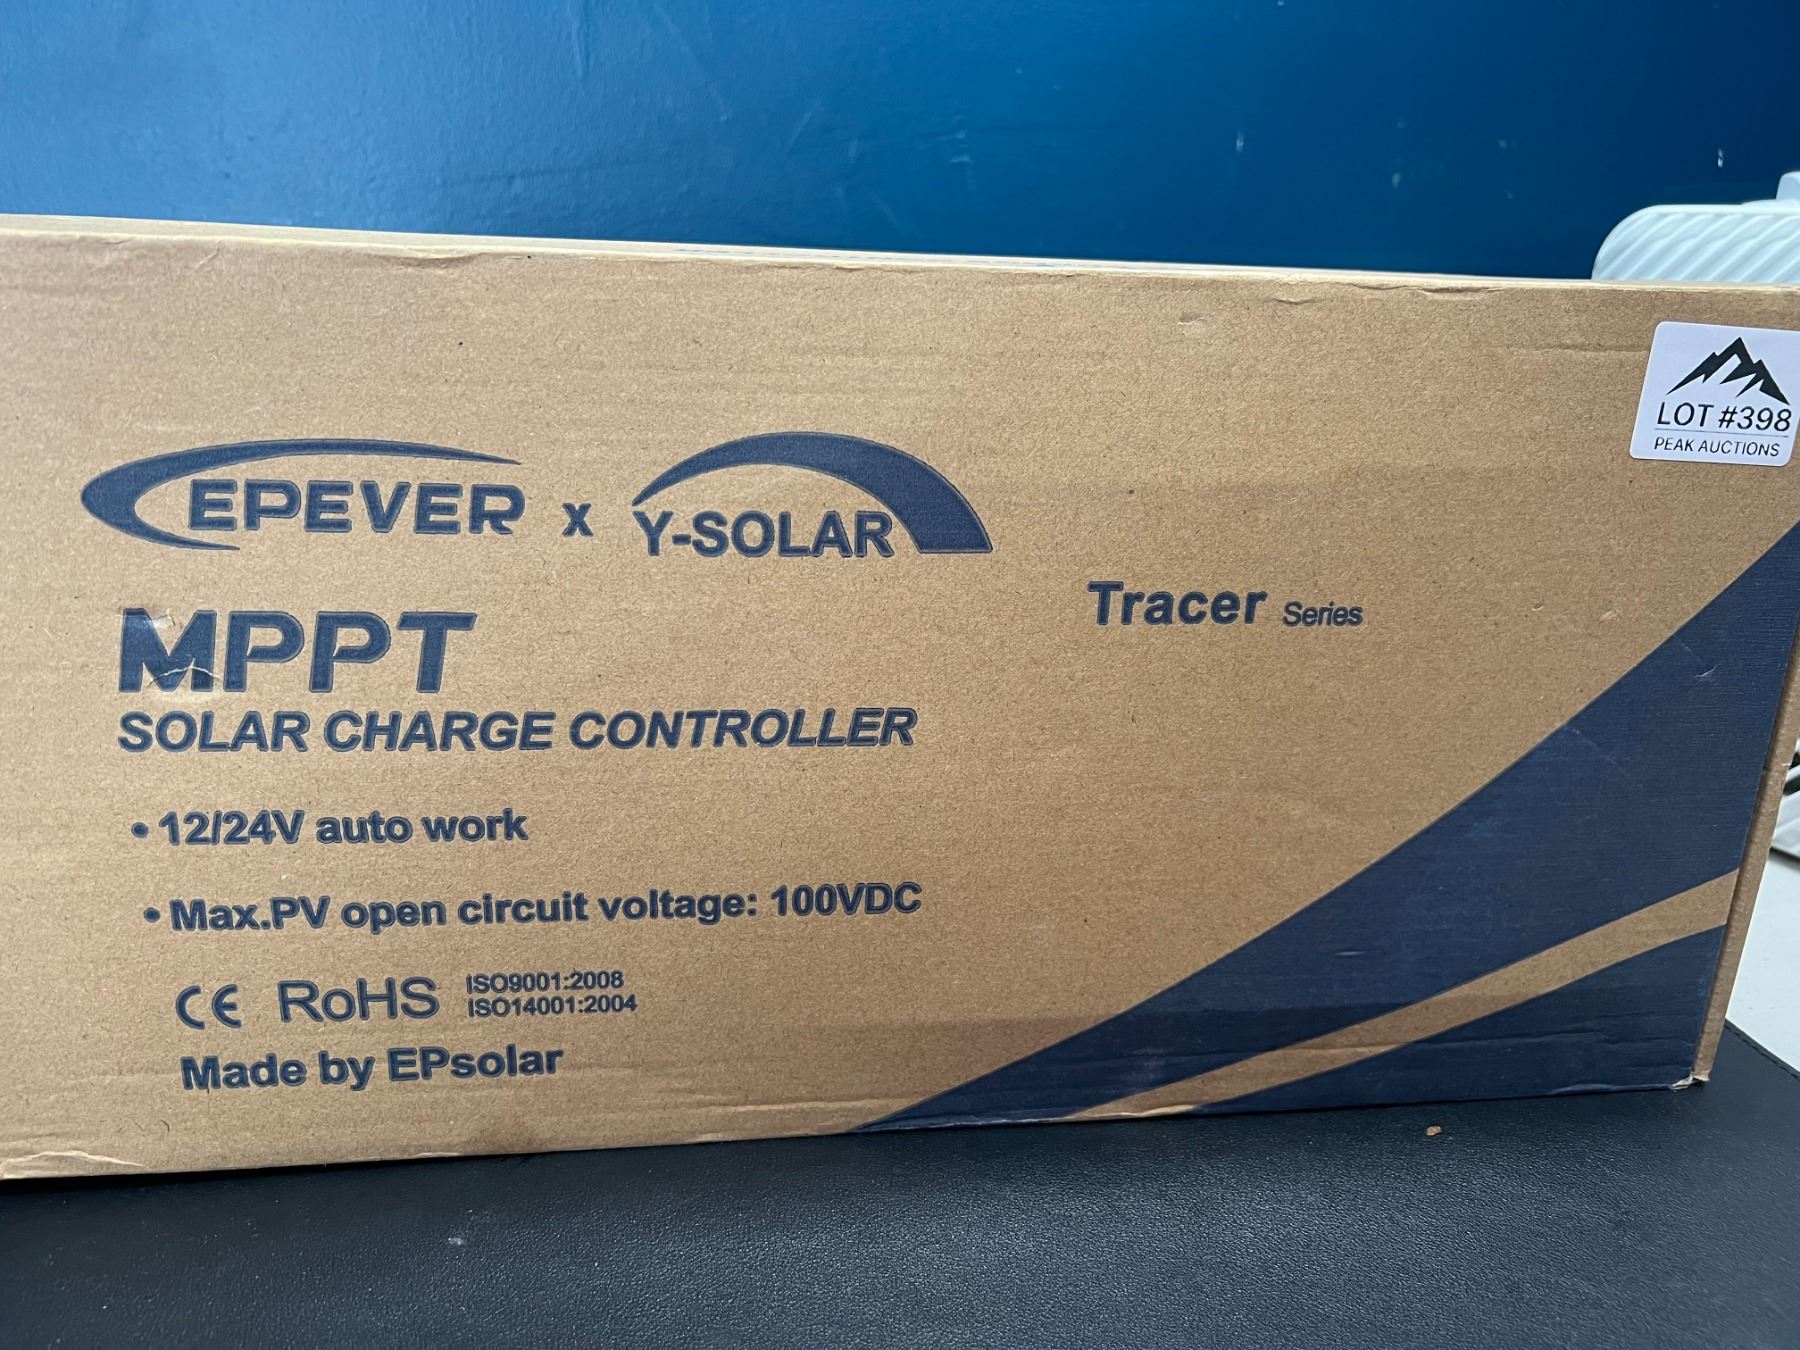 LOT #398
PEAK AUCTIONS
EPEVER x Y-SOLAR
MPPT
Tracer Series
SOLAR CHARGE CONTROLLER
• 12/24V auto work
• Max.PV open circuit voltage: 100VDC
CE RoHS ISO9001:2008
ISO14001:2004
Made by EPsolar